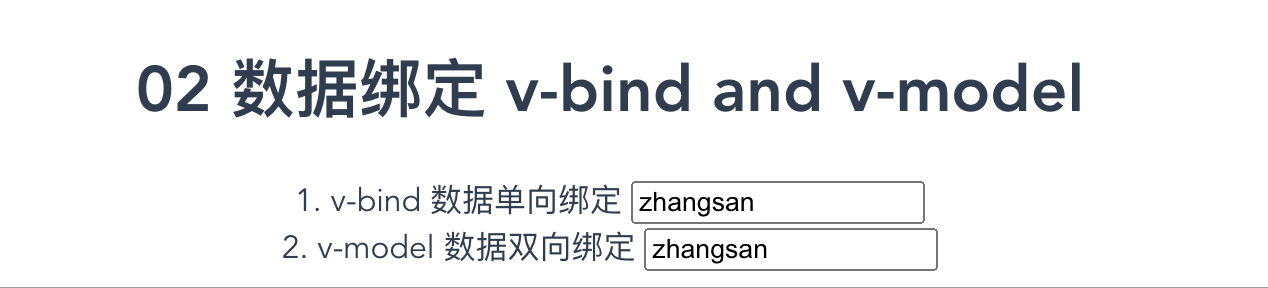 02 数据绑定 v-bind and v-model
1. v-bind 数据单向绑定 zhangsan
2. v-model 数据双向绑定 zhangsan